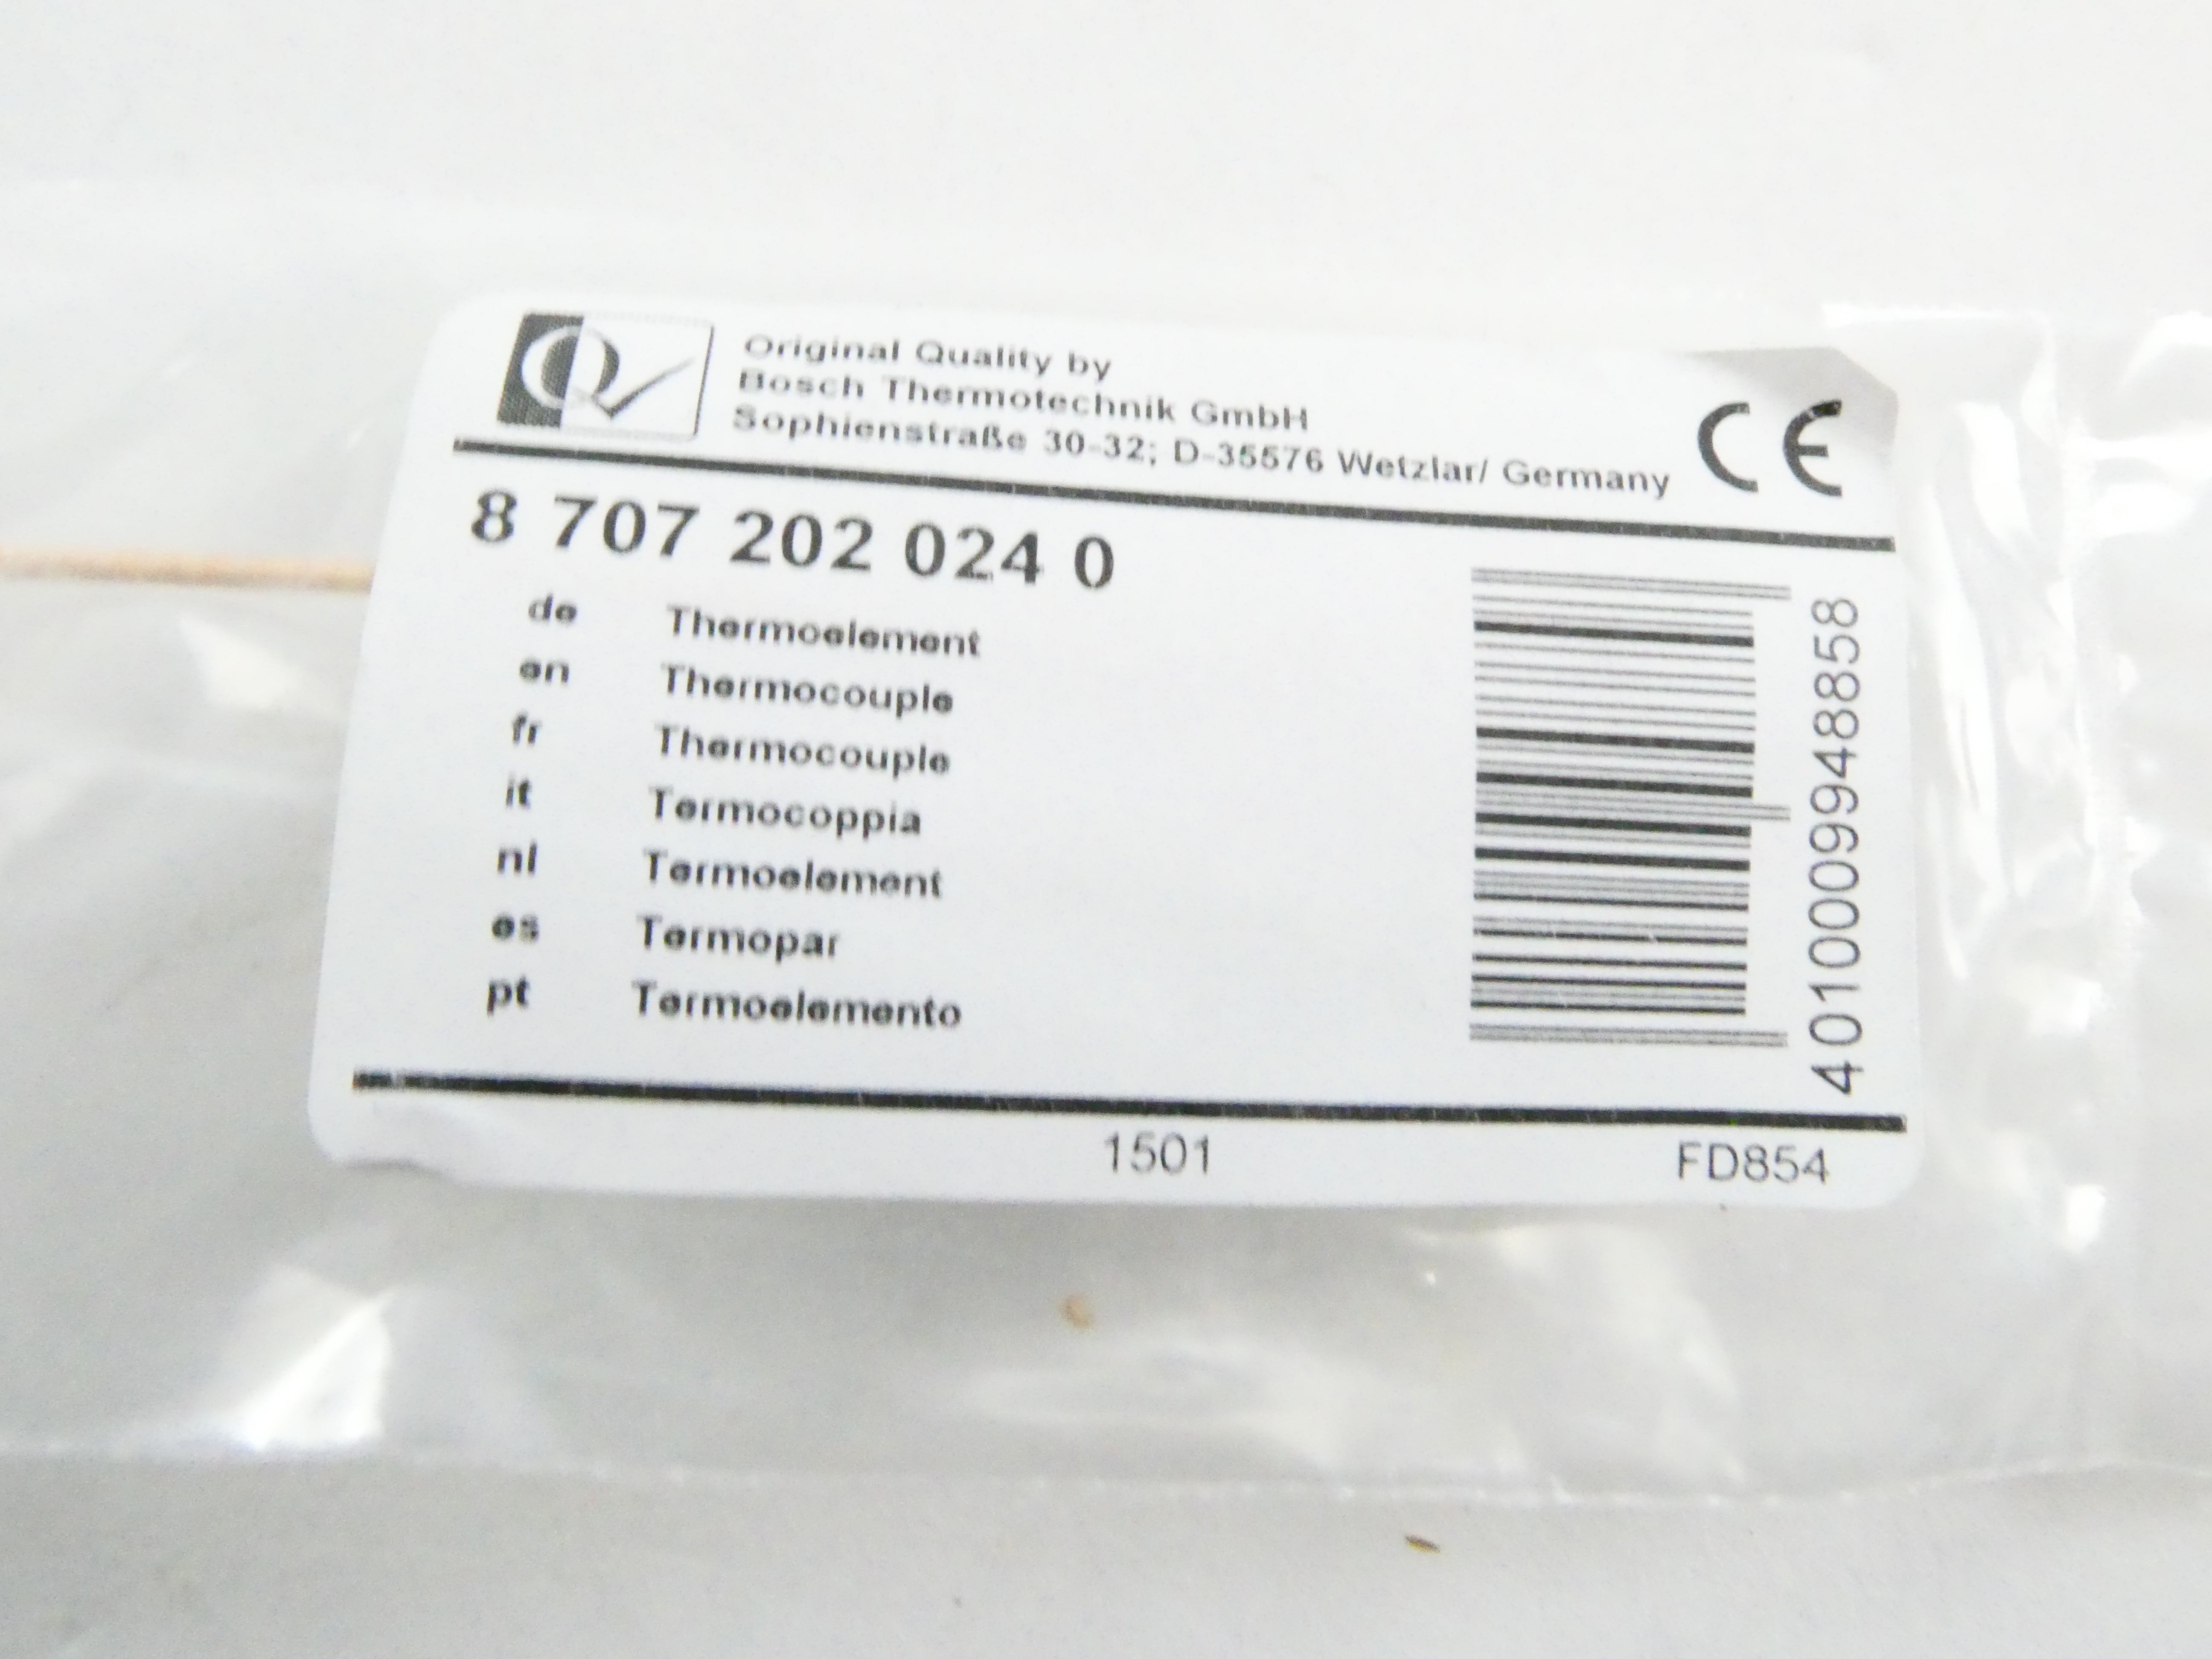 Q
Original Quality by
Bosch Thermotechnik GmbH
Sophienstraße 30-32; D-35576 Wetzlar/ Germany
CE
8 707 202 024 0
de Thermoelement
en Thermocouple
fr Thermocouple
it Termocoppia
nl Termoelement
es Termopar
pt Termoelemento
4010009948858
1501 FD854